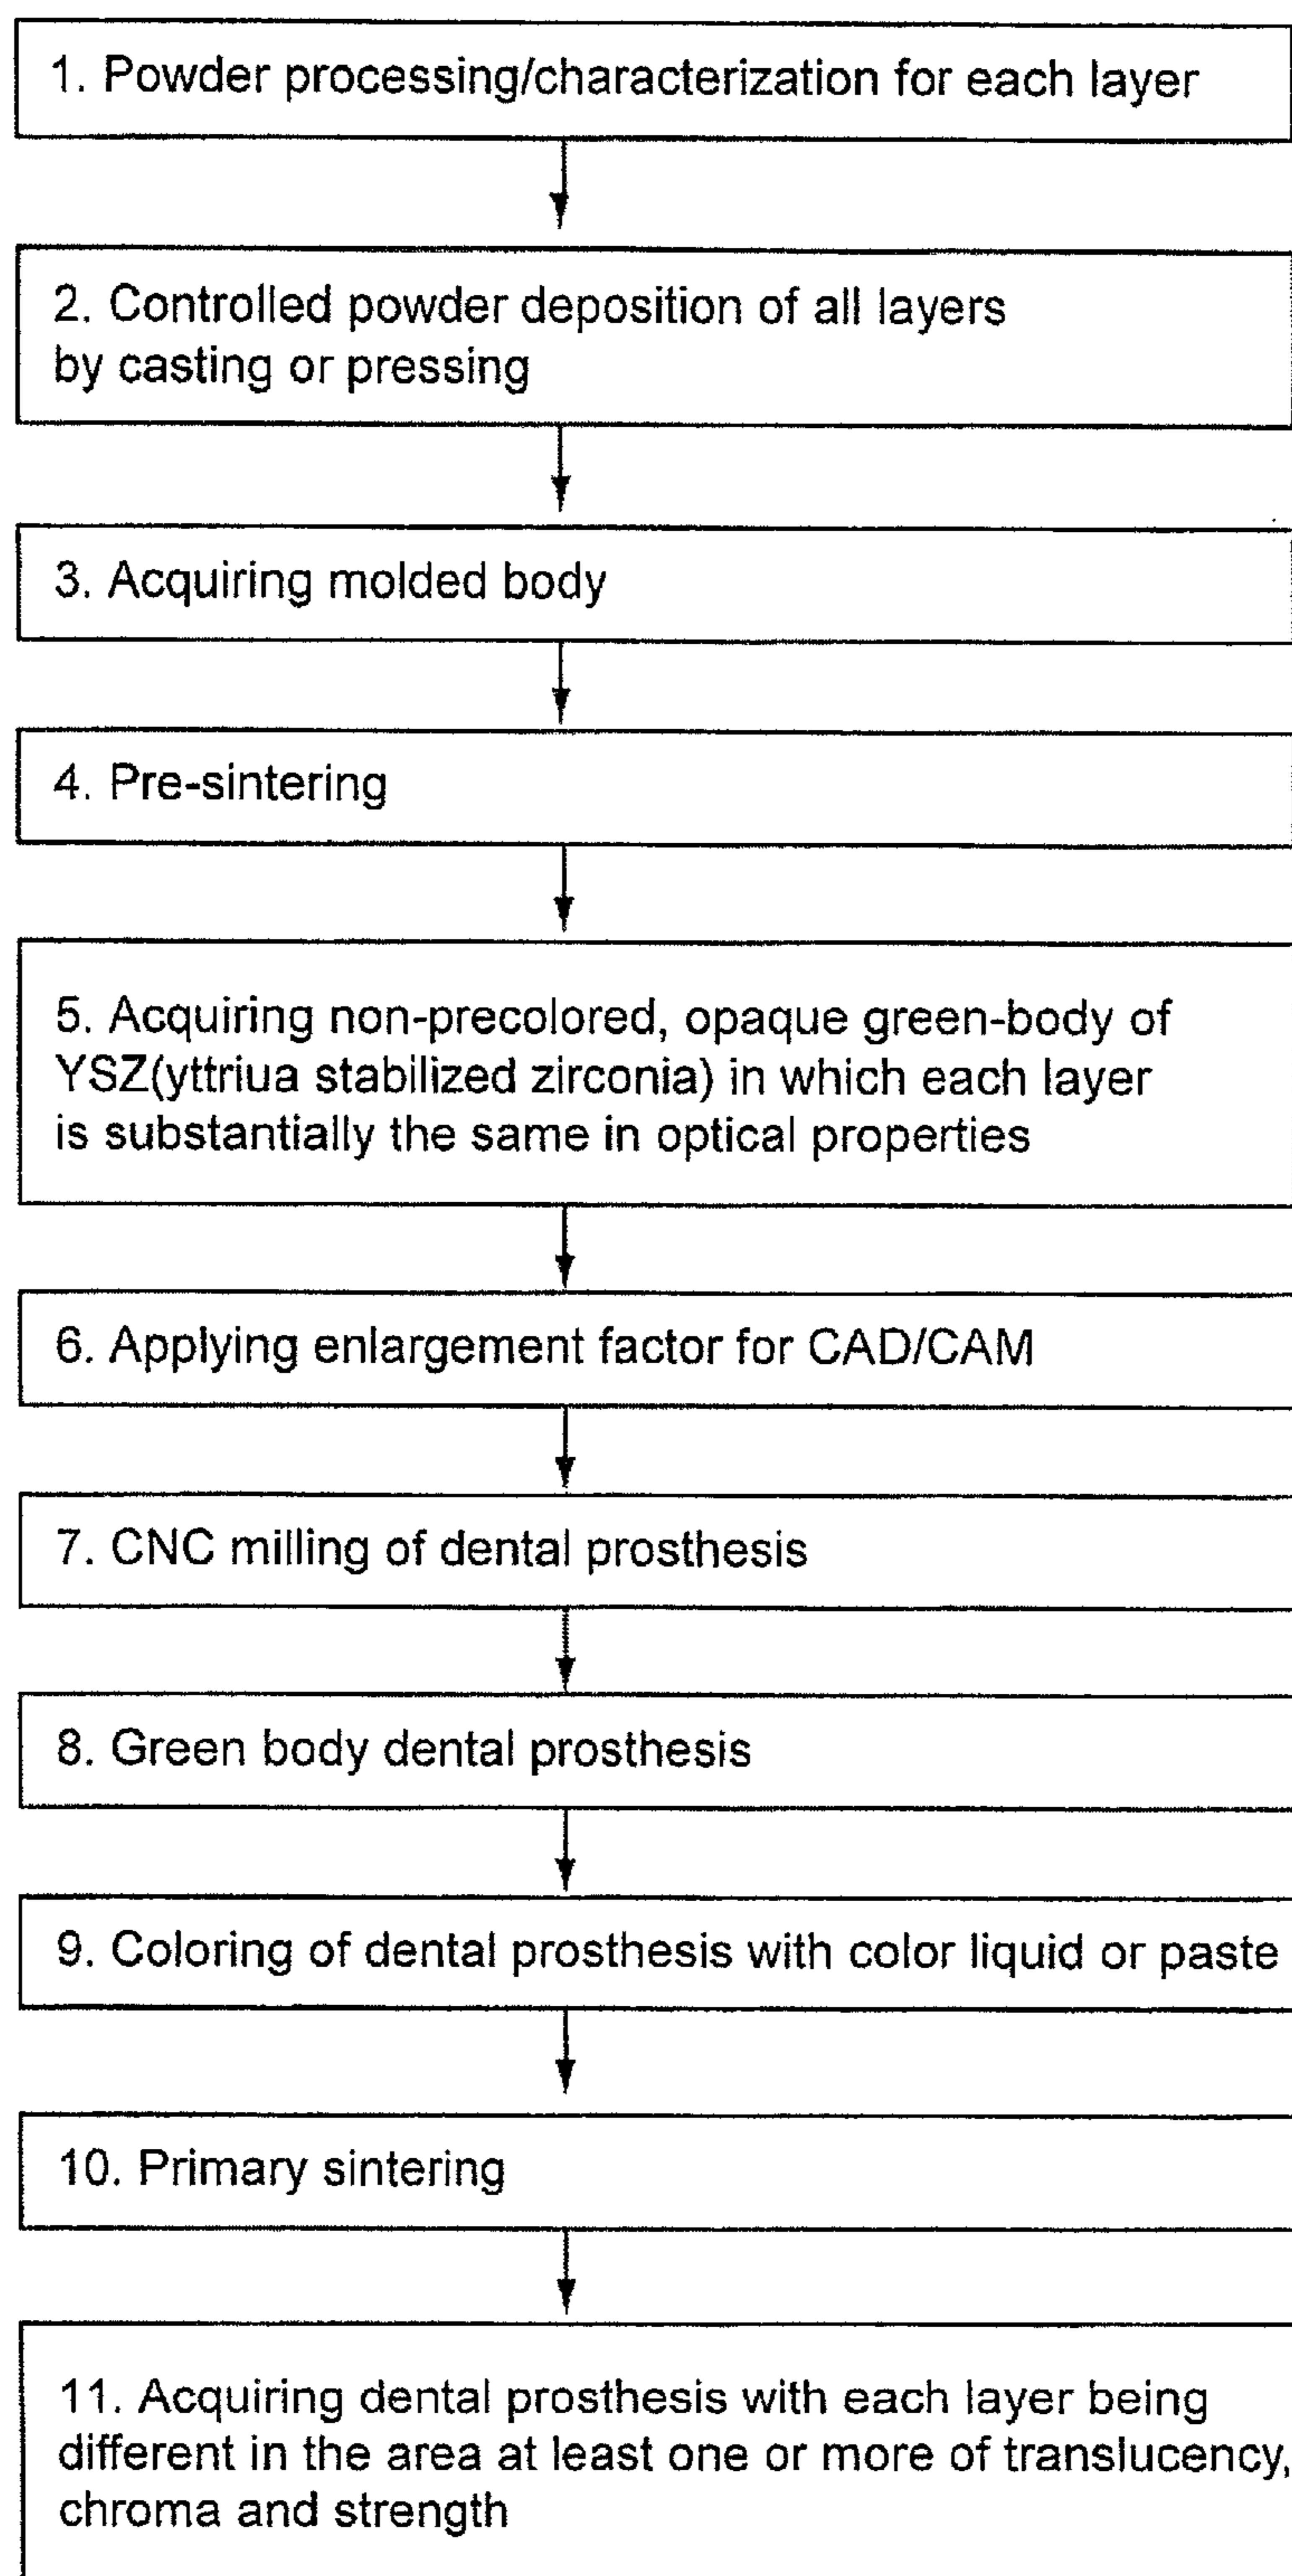 1. Powder processing/characterization for each layer
2. Controlled powder deposition of all layers
by casting or pressing
3. Acquiring molded body
4. Pre-sintering
5. Acquiring non-precolored, opaque green-body of
YSZ(yttriua stabilized zirconia) in which each layer
is substantially the same in optical properties
6. Applying enlargement factor for CAD/CAM
7. CNC milling of dental prosthesis
8. Green body dental prosthesis
9. Coloring of dental prosthesis with color liquid or paste
10. Primary sintering
11. Acquiring dental prosthesis with each layer being
different in the area at least one or more of translucency,
chroma and strength